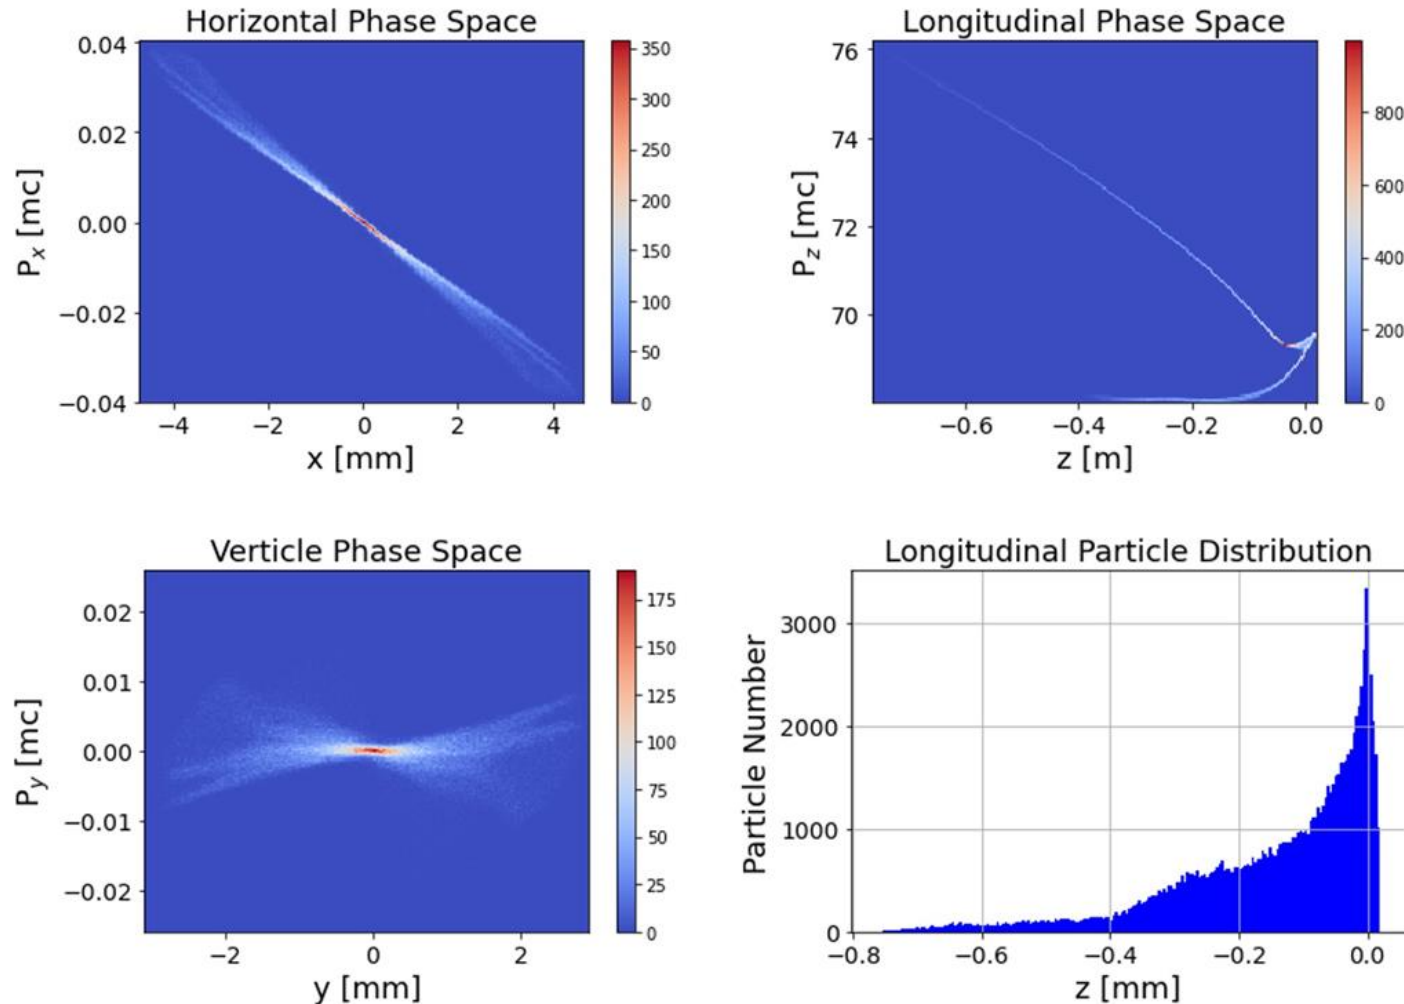 Horizontal Phase Space
0.04
0.02
0.00
−0.02
−0.04
P_x [mc]
−4 −2 0 2 4
x [mm]
350
300
250
200
150
100
50
0
Longitudinal Phase Space
76
74
72
70
P_z [mc]
−0.6 −0.4 −0.2 0.0
z [m]
800
600
400
200
0
Verticle Phase Space
0.02
0.01
0.00
−0.01
−0.02
P_y [mc]
−2 0 2
y [mm]
175
150
125
100
75
50
25
0
Longitudinal Particle Distribution
3000
2000
1000
0
Particle Number
−0.8 −0.6 −0.4 −0.2 0.0
z [mm]